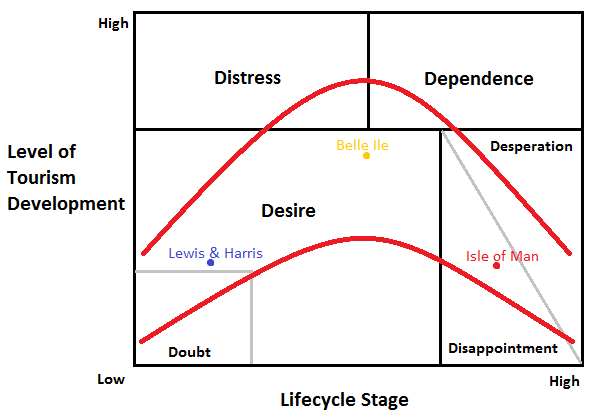 High
Distress
Dependence
Level of
Tourism
Development
Belle Ile
Desperation
Desire
Lewis & Harris
Isle of Man
Doubt
Disappointment
Low
High
Lifecycle Stage